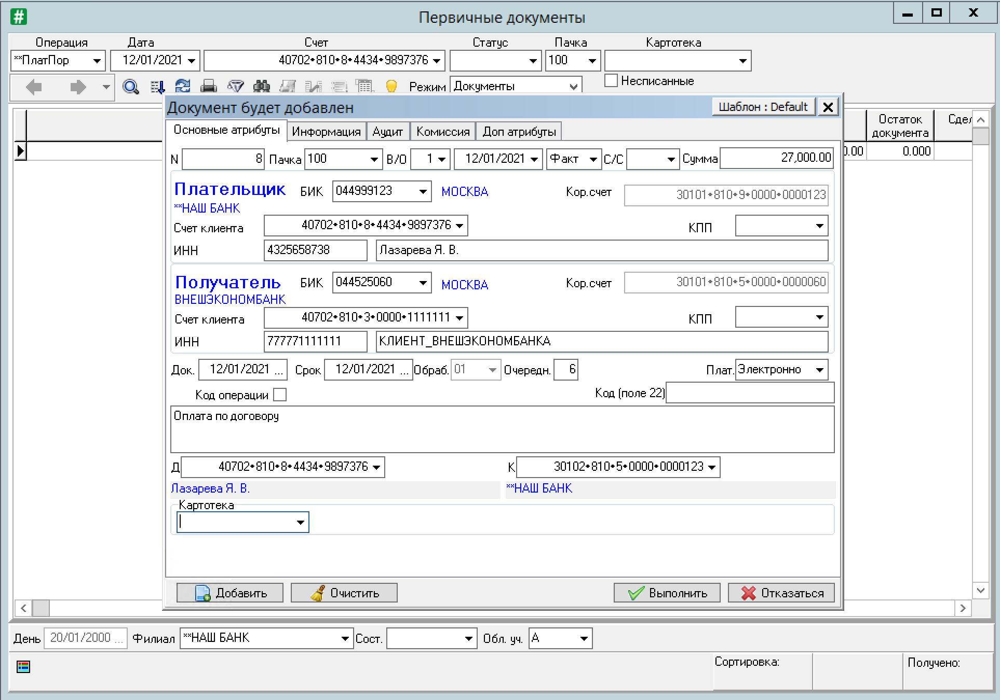 Первичные документы
Операция Дата Счет Статус Пачка Картотека
**ПлатПор 12/01/2021 40702•810•8•4434•9897376 100
Режим Документы Несписанные
Документ будет добавлен Шаблон : Default
Основные атрибуты Информация Аудит Комиссия Доп атрибуты
Остаток документа
N 8 Пачка 100 В/О 1 12/01/2021 Факт С/С Сумма 27,000.00
0.000
Плательщик БИК 044999123 МОСКВА Кор.счет 30101•810•9•0000•0000123
**НАШ БАНК
Счет клиента 40702•810•8•4434•9897376 КПП
ИНН 4325658738 Лазарева Я. В.
Получатель БИК 044525060 МОСКВА Кор.счет 30101•810•5•0000•0000060
ВНЕШЭКОНОМБАНК
Счет клиента 40702•810•3•0000•1111111 КПП
ИНН 777771111111 КЛИЕНТ_ВНЕШЭКОНОМБАНКА
Док. 12/01/2021 ... Срок 12/01/2021 ... Обраб. 01 Очередн. 6 Плат. Электронно
Код операции Код (поле 22)
Оплата по договору
Д 40702•810•8•4434•9897376 К 30102•810•5•0000•0000123
Лазарева Я. В. **НАШ БАНК
Картотека
Добавить Очистить Выполнить Отказаться
День 20/01/2000 ... Филиал **НАШ БАНК Сост. Обл. уч. А
Сортировка: Получено: